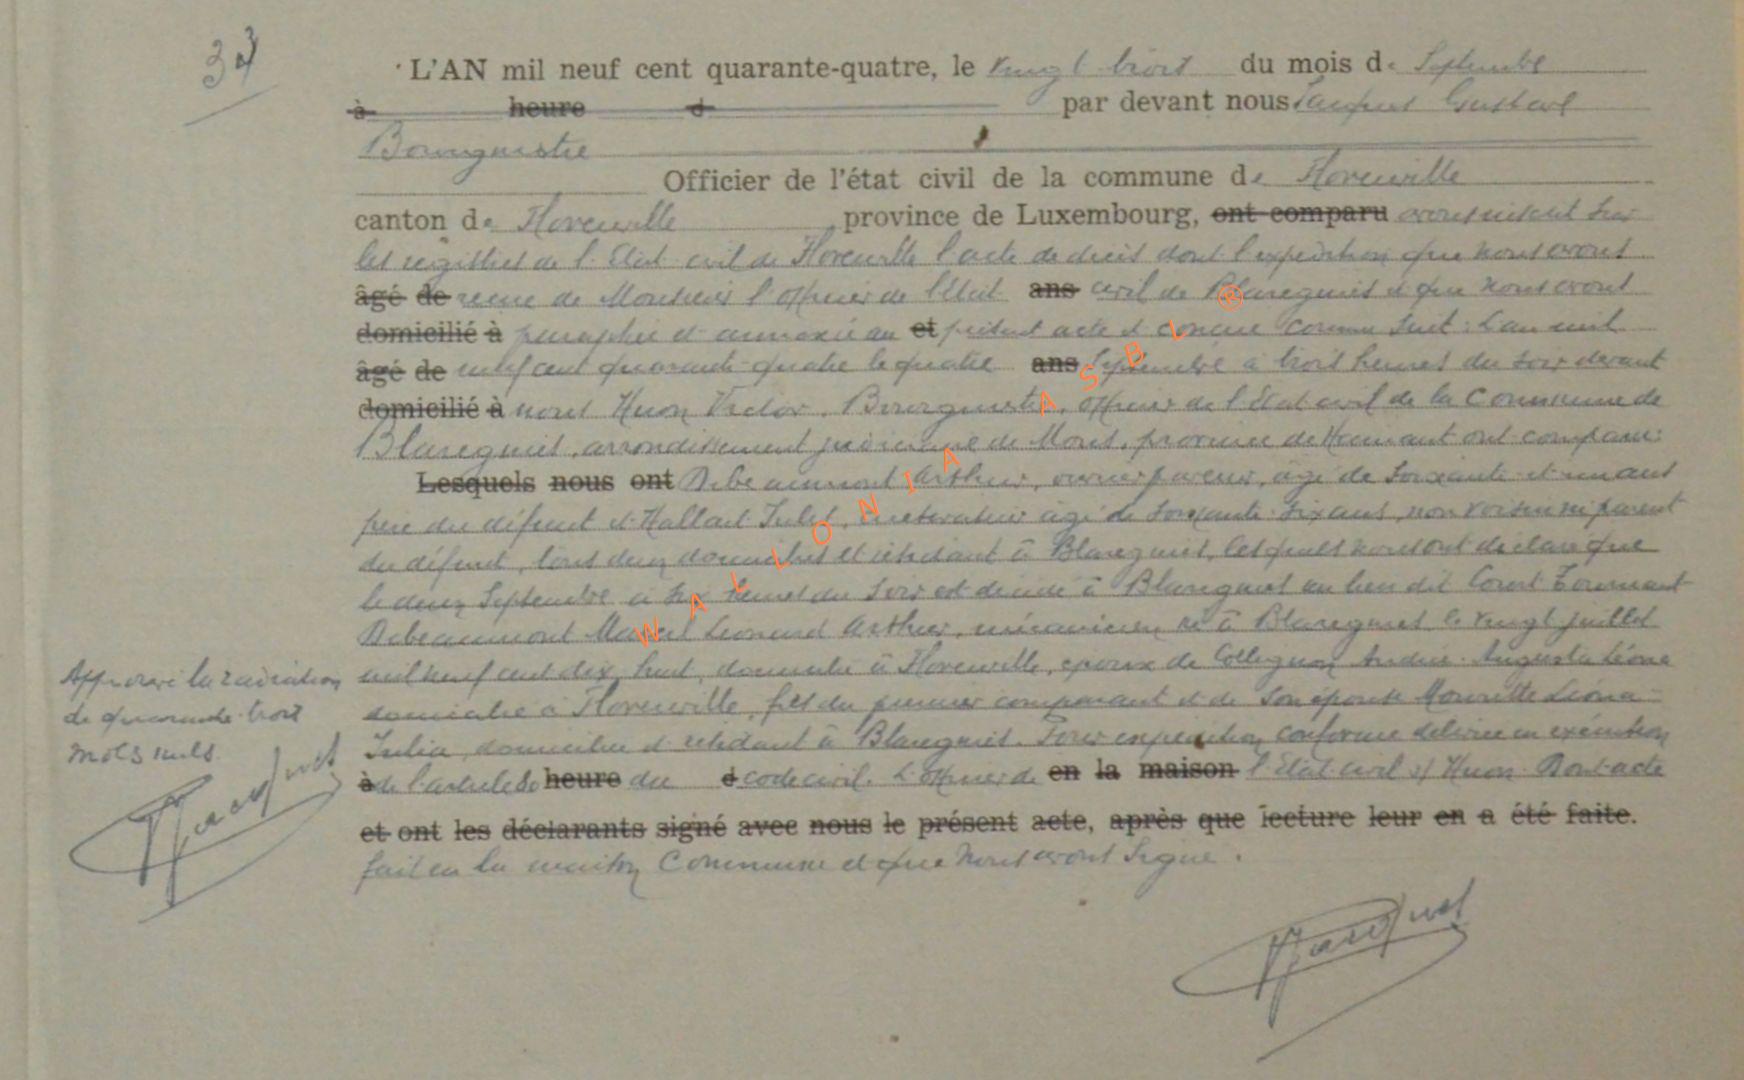 33
L'AN mil neuf cent quarante-quatre, le vingt trois du mois de Septembre
à heure d par devant nous Jacques Gustave
Bourgmestre
Officier de l'état civil de la commune de Florenville
canton de Florenville province de Luxembourg, ont comparu avons inscrit sur
les registres de l'Etat civil de Florenville l'acte de décès dont l'expédition que nous avons
âgé de reçue de Monsieur l'officier de l'Etat ans civil de Blaregnies et que nous avons
domicilié à paraphée et annexée au et présent acte et conçue comme suit : L'an mil
âgé de neuf cent quarante-quatre le quatre ans Septembre à trois heures du soir devant
domicilié à nous Huon Victor, Bourgmestre, officier de l'Etat civil de la Commune de
Blaregnies, arrondissement judiciaire de Mons, province de Hainaut ont comparu :
Lesquels nous ont Debeaumont Arthur, ouvrier paveur, âgé de soixante et un ans
père du défunt et Hallart Jules, âgé de soixante six ans, non voisin ni parent
du défunt, tous deux domiciliés et résidant à Blaregnies, lesquels nous ont déclaré que
le deux Septembre à six heures du soir est décédé à Blaregnies au lieu dit Court Tournant
Debeaumont Marcel Léonard Arthur, mécanicien, né à Blaregnies le vingt juillet
mil neuf cent dix huit, domicilié à Florenville, époux de Collignon Andrée Augusta Léona
domiciliée à Florenville, fils du premier comparant et de son épouse Léona
Julia, domiciliée et résidant à Blaregnies. Pour expédition conforme délivrée en exécution
à de l'article 80 heure du d code civil. L'officier de en la maison l'Etat civil s/ Huon. Dont acte
et ont les déclarants signé avec nous le présent acte, après que lecture leur en a été faite.
fait en la maison Commune et que nous avons signé.
Approuvé la radiation
de quarante-trois
mots nuls.
Jacques
Jacques
WALLONIA ASBL ®